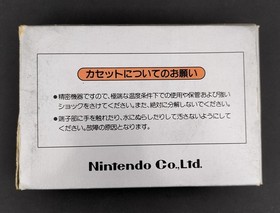 カセットについてのお願い
●精密機器ですので、極端な温度条件下での使用や保管および強い
ショックをさけてください。また、絶対に分解しないでください。
●端子部に手を触れたり、水にぬらしたりして汚さないようにして
ください。故障の原因となります。
Nintendo Co.,Ltd.